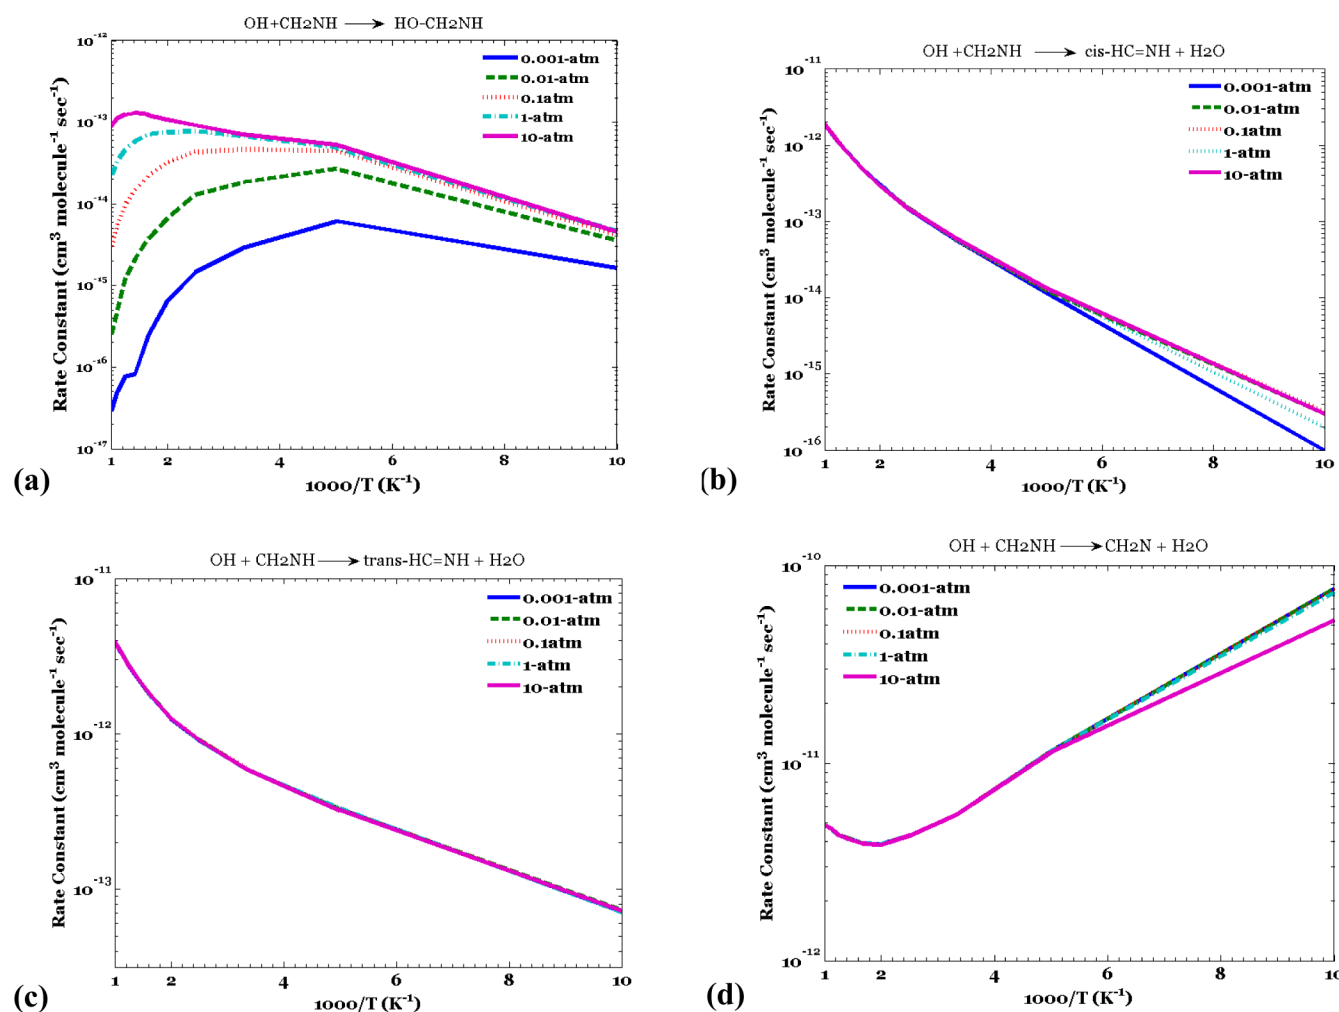 OH+CH2NH ⟶ HO-CH2NH
Rate Constant (cm³ molecule⁻¹ sec⁻¹)
10⁻¹²
10⁻¹³
10⁻¹⁴
10⁻¹⁵
10⁻¹⁶
10⁻¹⁷
0.001-atm
0.01-atm
0.1atm
1-atm
10-atm
1 2 4 6 8 10
1000/T (K⁻¹)
(a)
OH +CH2NH ⟶ cis-HC=NH + H2O
Rate Constant (cm³ molecule⁻¹ sec⁻¹)
10⁻¹¹
10⁻¹²
10⁻¹³
10⁻¹⁴
10⁻¹⁵
10⁻¹⁶
0.001-atm
0.01-atm
0.1atm
1-atm
10-atm
1 2 4 6 8 10
1000/T (K⁻¹)
(b)
OH + CH2NH ⟶ trans-HC=NH + H2O
Rate Constant (cm³ molecule⁻¹ sec⁻¹)
10⁻¹¹
10⁻¹²
10⁻¹³
0.001-atm
0.01-atm
0.1atm
1-atm
10-atm
1 2 4 6 8 10
1000/T (K⁻¹)
(c)
OH + CH2NH ⟶ CH2N + H2O
Rate Constant (cm³ molecule⁻¹ sec⁻¹)
10⁻¹⁰
10⁻¹¹
10⁻¹²
0.001-atm
0.01-atm
0.1atm
1-atm
10-atm
1 2 4 6 8 10
1000/T (K⁻¹)
(d)